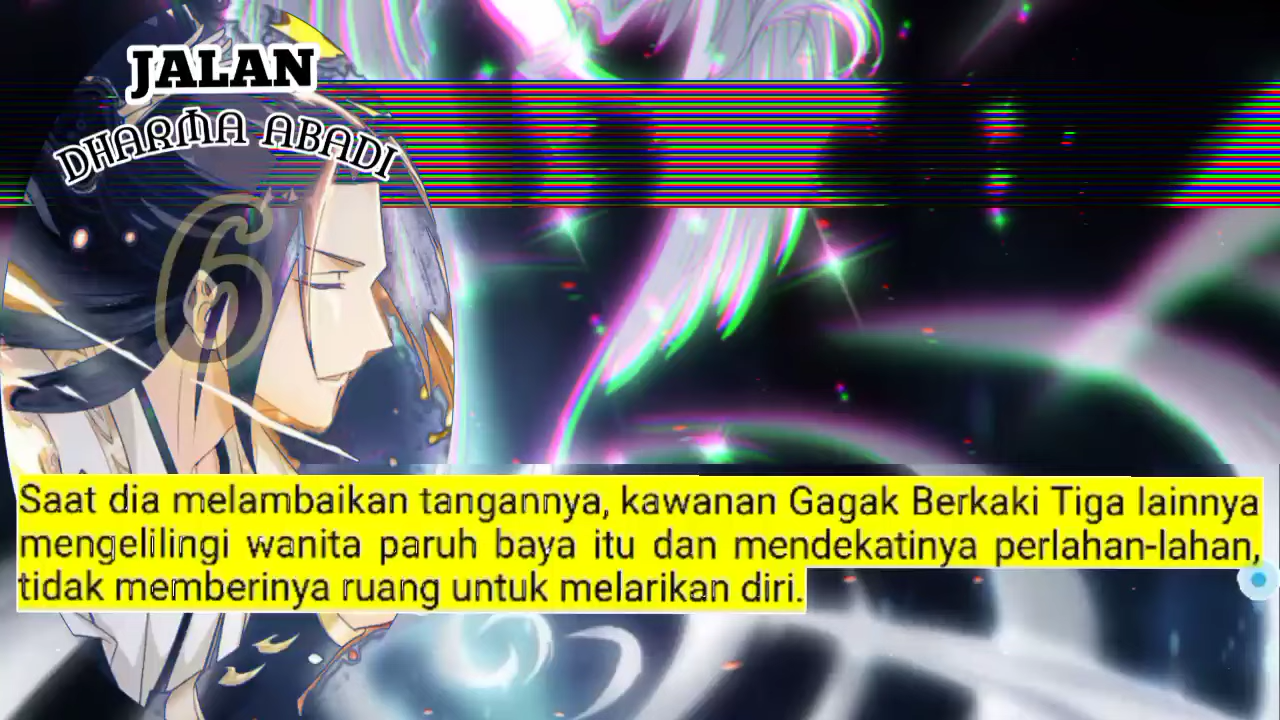 JALAN
DHARMA ABADI
6
Saat dia melambaikan tangannya, kawanan Gagak Berkaki Tiga lainnya
mengelilingi wanita paruh baya itu dan mendekatinya perlahan-lahan,
tidak memberinya ruang untuk melarikan diri.